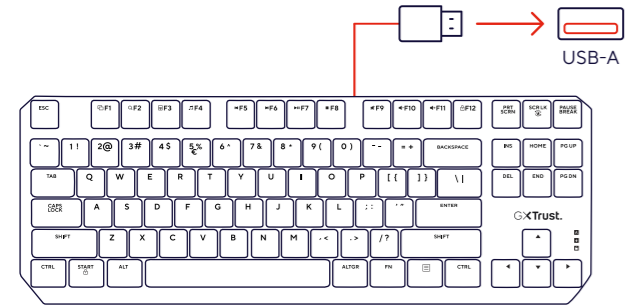 USB-A
ESC F1 F2 F3 F4 F5 F6 F7 F8 F9 F10 F11 F12 PRT SCRN SCR LK PAUSE BREAK
` ~ 1 ! 2 @ 3 # 4 $ 5 % € 6 ^ 7 & 8 * 9 ( 0 ) - - = + BACKSPACE INS HOME PG UP
TAB Q W E R T Y U I O P [ { ] } \ | DEL END PG DN
CAPS LOCK A S D F G H J K L ; : ' " ENTER GXTrust.
SHIFT Z X C V B N M , < . > / ? SHIFT
CTRL START ALT ALTGR FN CTRL